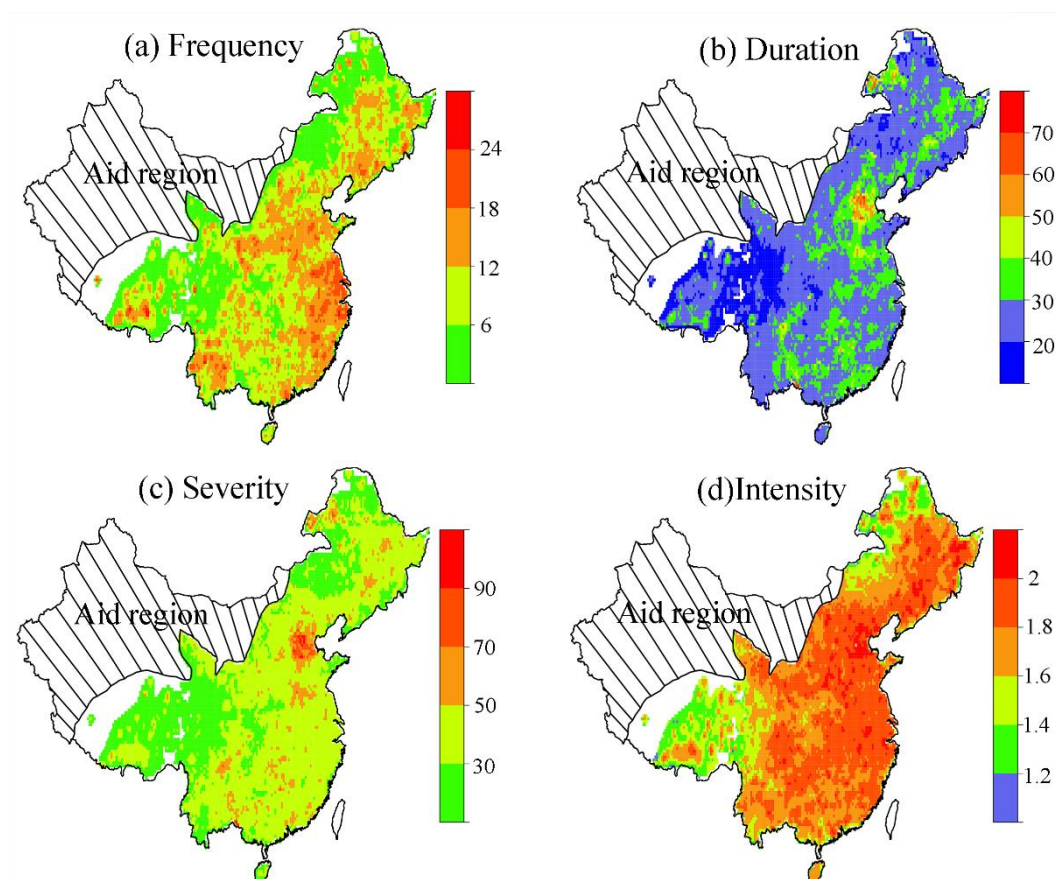 (a) Frequency
Aid region
24
18
12
6
(b) Duration
Aid region
70
60
50
40
30
20
(c) Severity
Aid region
90
70
50
30
(d)Intensity
Aid region
2
1.8
1.6
1.4
1.2